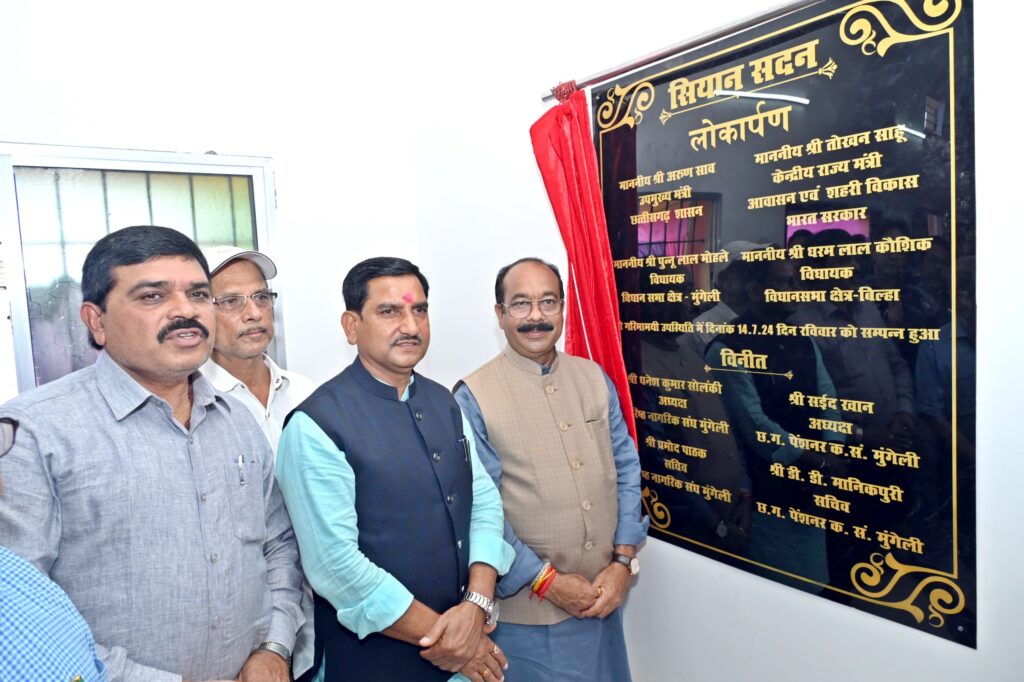 सियान सदन
लोकार्पण
माननीय श्री अरुण साव
उपमुख्य मंत्री
छत्तीसगढ़ शासन
माननीय श्री तोखन साहू
केन्द्रीय राज्य मंत्री
आवासन एवं शहरी विकास
भारत सरकार
माननीय श्री पुन्नू लाल मोहले
विधायक
विधान सभा क्षेत्र - मुंगेली
माननीय श्री धरम लाल कौशिक
विधायक
विधानसभा क्षेत्र-बिल्हा
गरिमामयी उपस्थिति में दिनांक 14.7.24 दिन रविवार को सम्पन्न हुआ
विनीत
श्री धनेश कुमार सोलंकी
अध्यक्ष
नागरिक संघ मुंगेली
श्री प्रमोद पाठक
सचिव
नागरिक संघ मुंगेली
श्री सईद खान
अध्यक्ष
छ.ग. पेंशनर क.सं. मुंगेली
श्री डी. डी. मानिकपुरी
सचिव
छ.ग. पेंशनर क. सं. मुंगेली